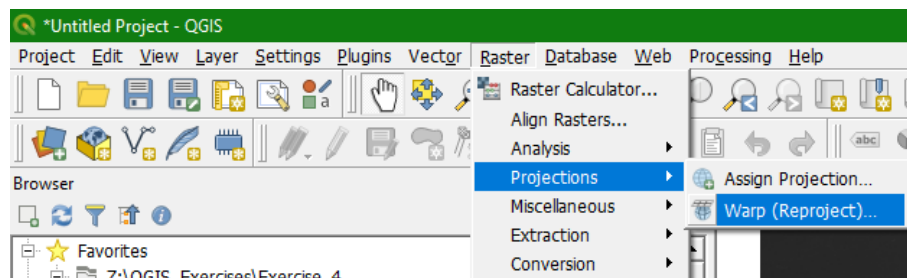 *Untitled Project - QGIS
Project Edit View Layer Settings Plugins Vector Raster Database Web Processing Help
Raster Calculator...
a
Align Rasters...
Analysis
abc
Browser
Projections
Assign Projection...
Miscellaneous
Warp (Reproject)...
Extraction
Favorites
Conversion
Z:\QGIS_Exercises\Exercise_4